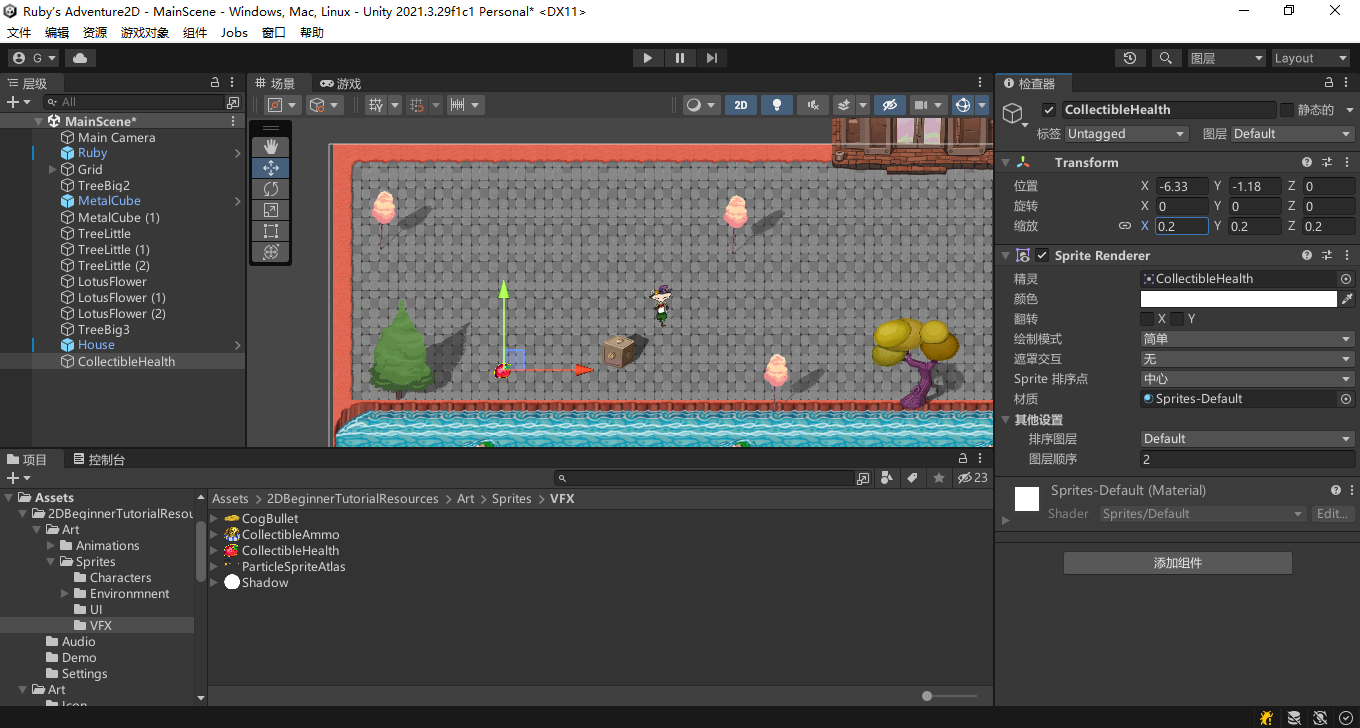 Ruby's Adventure2D - MainScene - Windows, Mac, Linux - Unity 2021.3.29f1c1 Personal* <DX11>
文件 编辑 资源 游戏对象 组件 Jobs 窗口 帮助
G 图层 Layout
层级
All
MainScene*
Main Camera
Ruby
Grid
TreeBig2
MetalCube
MetalCube (1)
TreeLittle
TreeLittle (1)
TreeLittle (2)
LotusFlower
LotusFlower (1)
LotusFlower (2)
TreeBig3
House
CollectibleHealth
场景 游戏
2D
检查器
CollectibleHealth 静态的
标签 Untagged 图层 Default
Transform
位置 X -6.33 Y -1.18 Z 0
旋转 X 0 Y 0 Z 0
缩放 X 0.2 Y 0.2 Z 0.2
Sprite Renderer
精灵 CollectibleHealth
颜色
翻转 X Y
绘制模式 简单
遮罩交互 无
Sprite 排序点 中心
材质 Sprites-Default
其他设置
排序图层 Default
图层顺序 2
Sprites-Default (Material)
Shader Sprites/Default Edit...
添加组件
项目 控制台
23
Assets
2DBeginnerTutorialResou
Art
Animations
Sprites
Characters
Environmnent
UI
VFX
Audio
Demo
Settings
Art
Icon
Assets > 2DBeginnerTutorialResources > Art > Sprites > VFX
CogBullet
CollectibleAmmo
CollectibleHealth
ParticleSpriteAtlas
Shadow